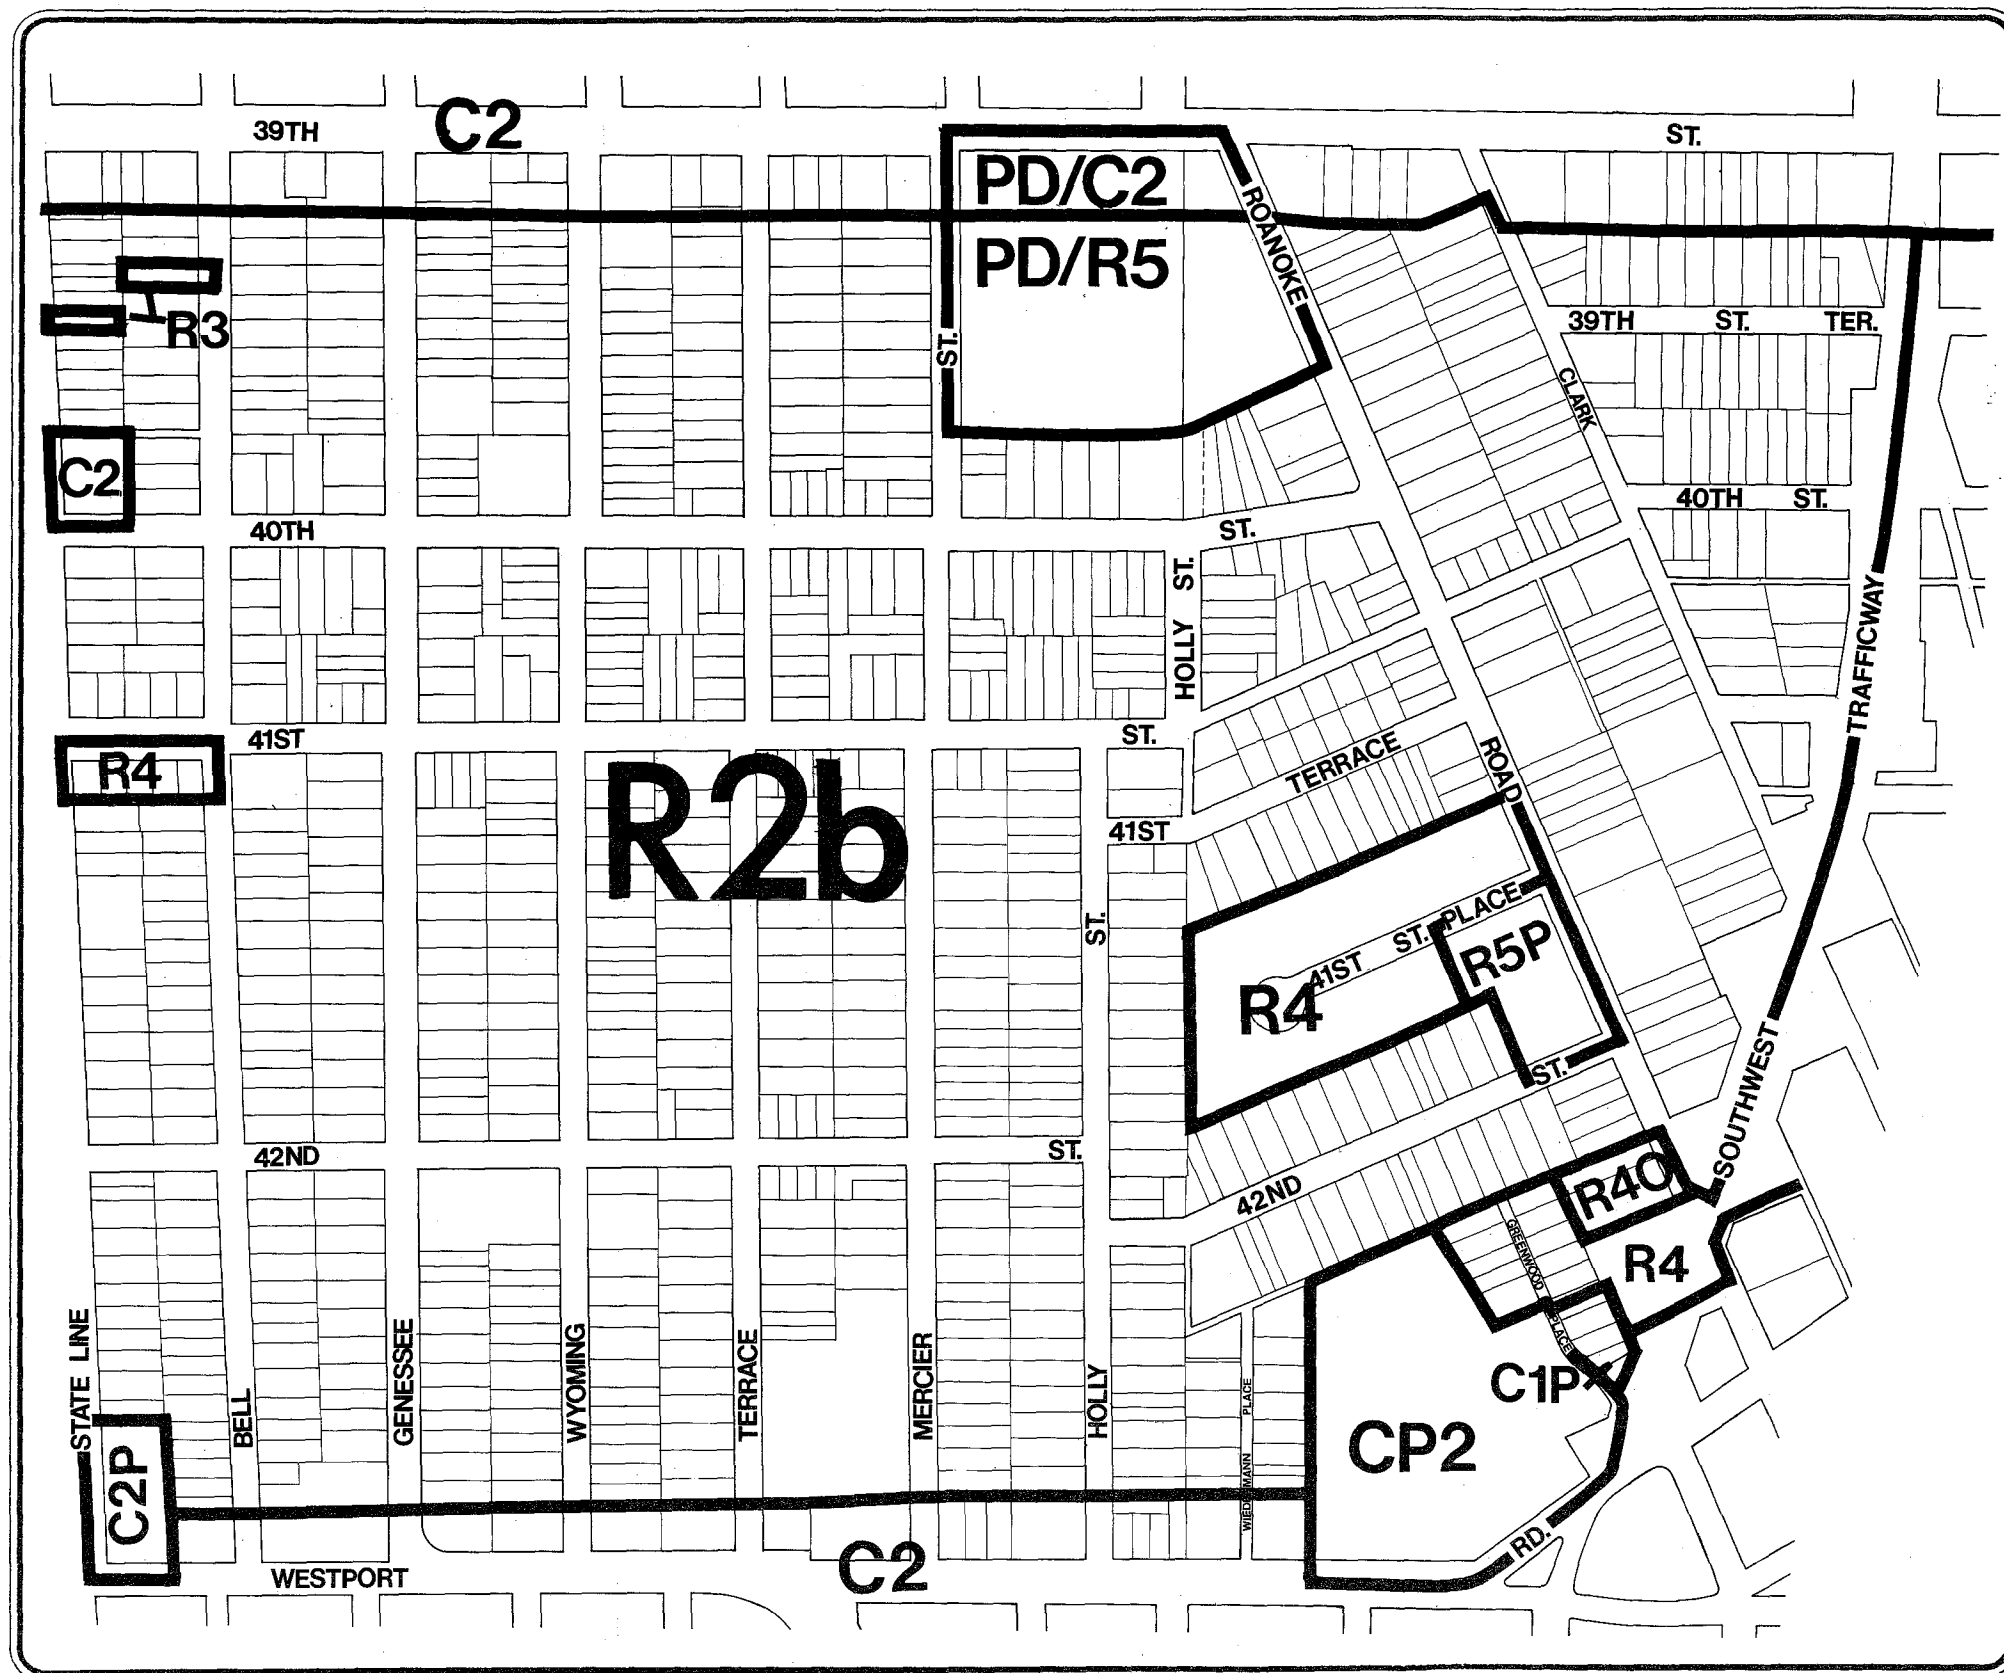 C2
39TH
ST.
PD/C2
ROANOKE
PD/R5
R3
ST.
39TH ST. TER.
CLARK
C2
40TH
ST.
40TH ST.
HOLLY ST.
TRAFFICWAY
41ST
ST.
R4
R2b
TERRACE
ROAD
41ST
ST.
41ST ST. PLACE
R5P
R4
ST.
SOUTHWEST
42ND
ST.
42ND
R40
GREENWOOD PLACE
R4
STATE LINE
BELL
GENESSEE
WYOMING
TERRACE
MERCIER
HOLLY
WIEDEMANN PLACE
C1P
CP2
C2P
RD.
C2
WESTPORT